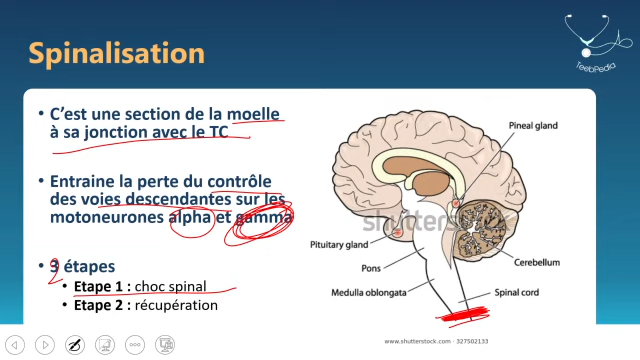 TeebPedia
Spinalisation
• C'est une section de la moelle
à sa jonction avec le TC
• Entraine la perte du contrôle
des voies descendantes sur les
motoneurones alpha et gamma
• 3 étapes
2
• Etape 1 : choc spinal
• Etape 2 : récupération
Pineal gland
shutterstock
Pituitary gland
Pons
Cerebellum
Medulla oblongata
Spinal cord
www.shutterstock.com · 327502133